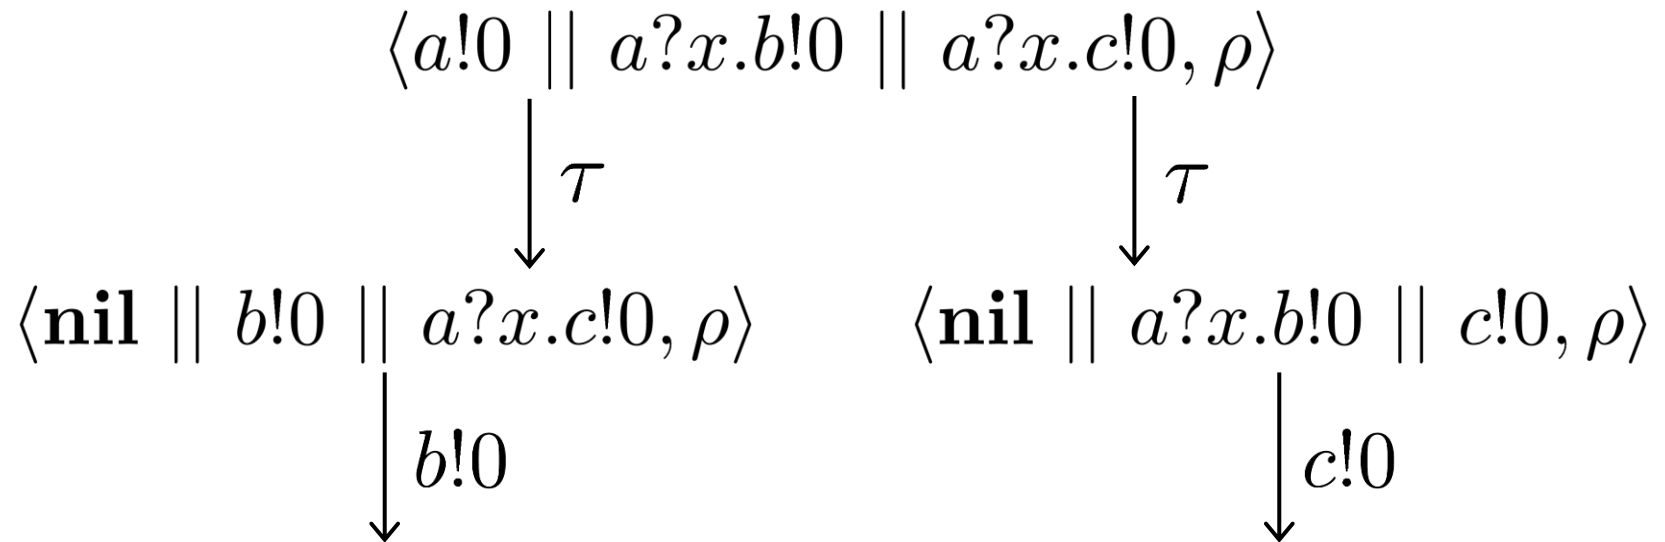 ⟨a!0 || a?x.b!0 || a?x.c!0, ρ⟩
τ τ
⟨nil || b!0 || a?x.c!0, ρ⟩ ⟨nil || a?x.b!0 || c!0, ρ⟩
b!0 c!0